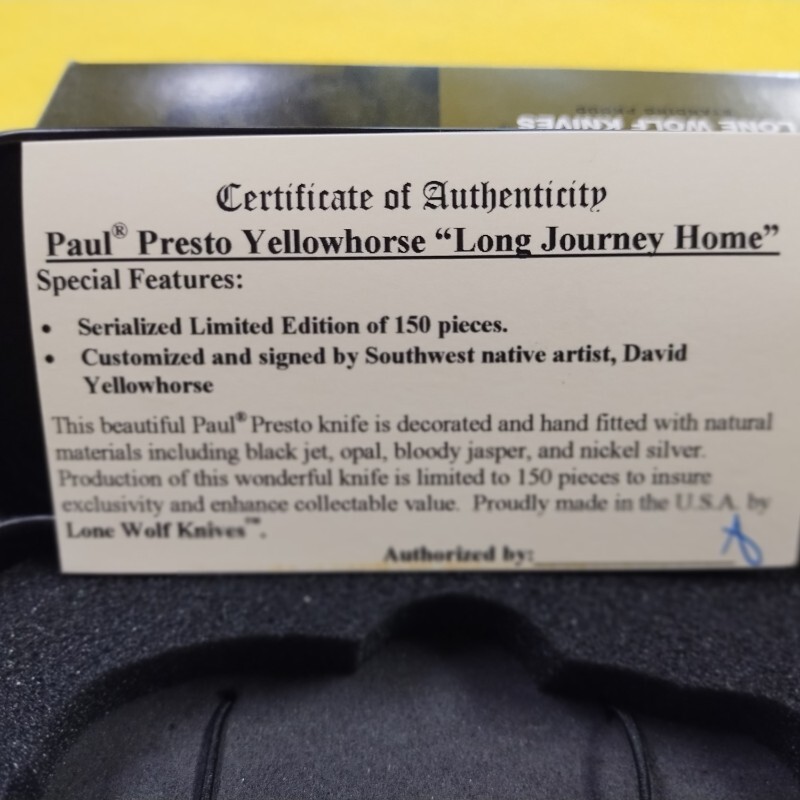 LONE WOLF KNIVES
Certificate of Authenticity
Paul® Presto Yellowhorse “Long Journey Home”
Special Features:
• Serialized Limited Edition of 150 pieces.
• Customized and signed by Southwest native artist, David
Yellowhorse
This beautiful Paul® Presto knife is decorated and hand fitted with natural
materials including black jet, opal, bloody jasper, and nickel silver.
Production of this wonderful knife is limited to 150 pieces to insure
exclusivity and enhance collectable value. Proudly made in the U.S.A. by
Lone Wolf Knives™.
Authorized by: